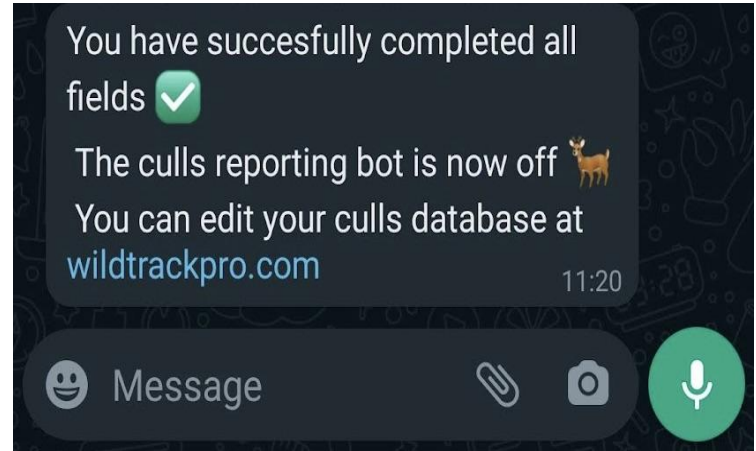 You have succesfully completed all
fields ✅
The culls reporting bot is now off 🦌
You can edit your culls database at
wildtrackpro.com
11:20
Message